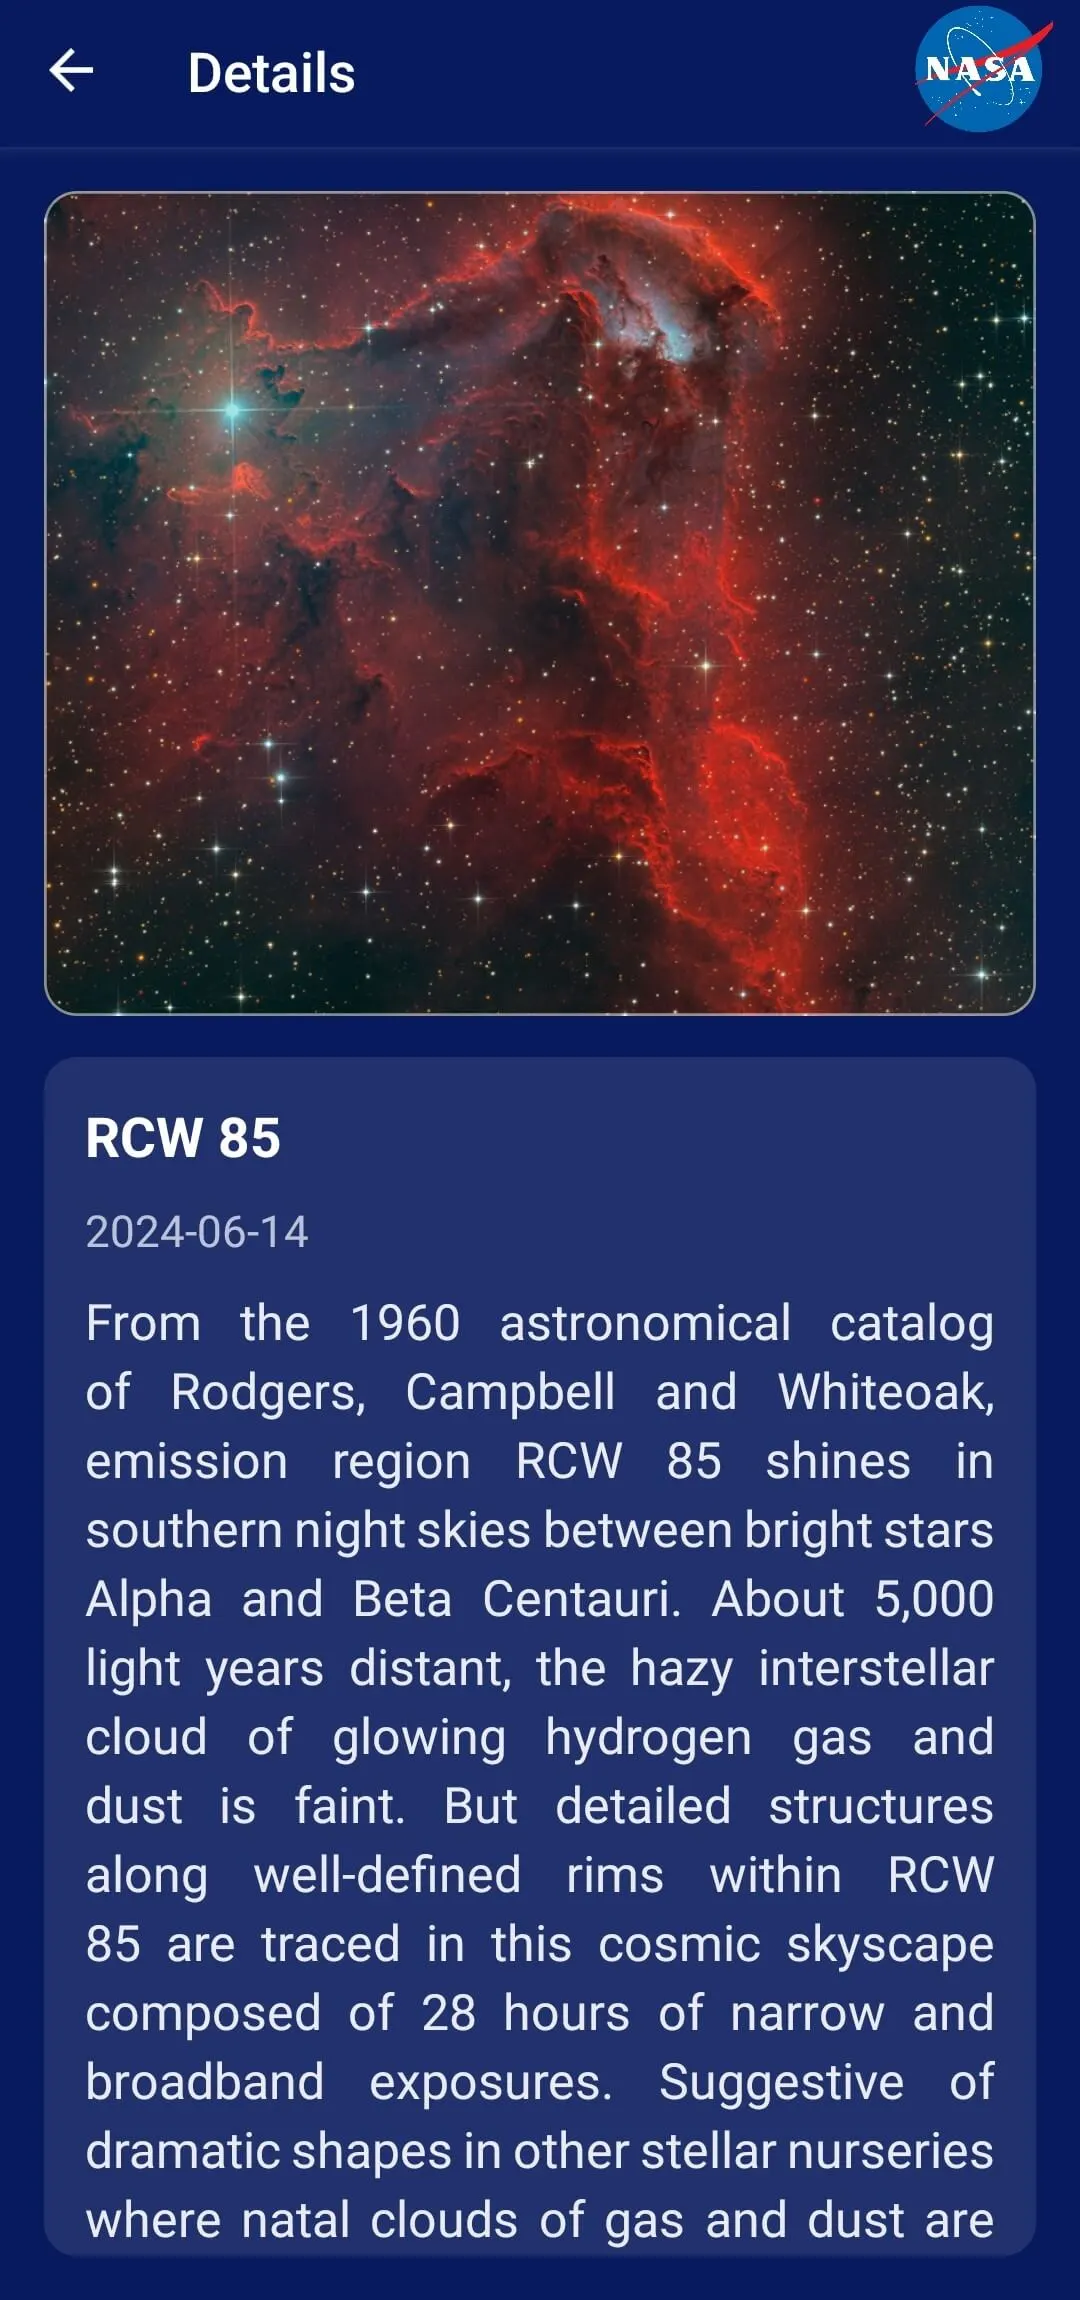 Details
NASA
RCW 85
2024-06-14
From the 1960 astronomical catalog
of Rodgers, Campbell and Whiteoak,
emission region RCW 85 shines in
southern night skies between bright stars
Alpha and Beta Centauri. About 5,000
light years distant, the hazy interstellar
cloud of glowing hydrogen gas and
dust is faint. But detailed structures
along well-defined rims within RCW
85 are traced in this cosmic skyscape
composed of 28 hours of narrow and
broadband exposures. Suggestive of
dramatic shapes in other stellar nurseries
where natal clouds of gas and dust are